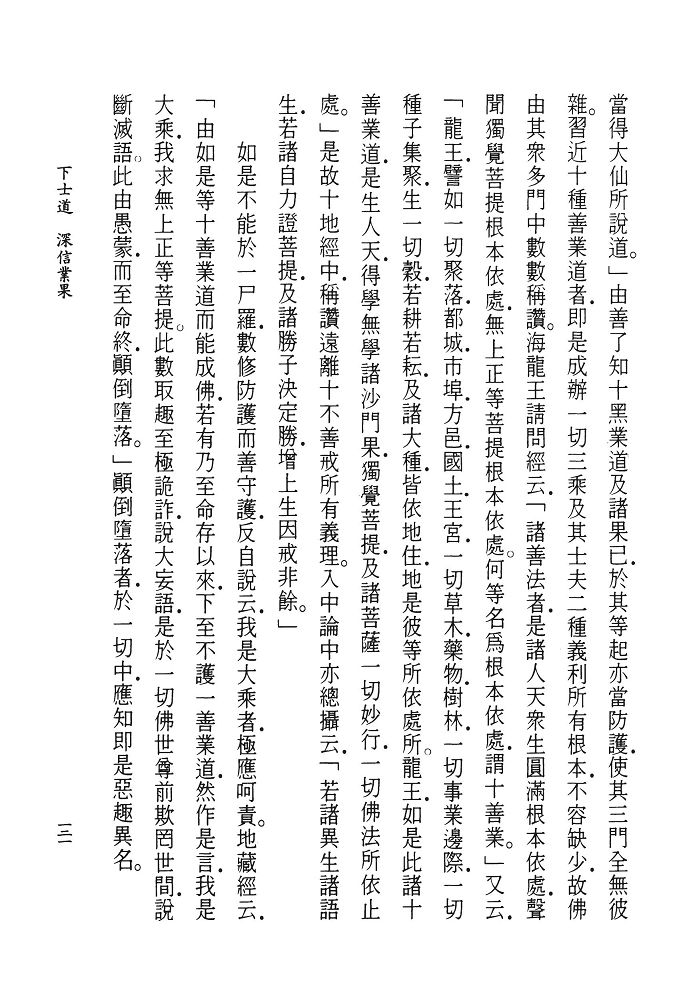 當得大仙所說道。」由善了知十黑業道及諸果已．於其等起亦當防護．使其三門全無彼
雜。習近十種善業道者．即是成辦一切三乘及其士夫二種義利所有根本．不容缺少．故佛
由其衆多門中數數稱讚。海龍王請問經云．「諸善法者．是諸人天衆生圓滿根本依處．聲
聞獨覺菩提根本依處．無上正等菩提根本依處。何等名爲根本依處．謂十善業。」又云．
「龍王．譬如一切聚落．都城．市埠．方邑．國土．王宮．一切草木．藥物．樹林．一切事業邊際．一切
種子集聚．生一切穀．若耕若耘．及諸大種．皆依地住．地是彼等所依處所。龍王．如是此諸十
善業道．是生人天．得學無學諸沙門果．獨覺菩提．及諸菩薩一切妙行．一切佛法所依止
處。」是故十地經中．稱讚遠離十不善戒所有義理。入中論中亦總攝云．「若諸異生諸語
生．若諸自力證菩提．及諸勝子決定勝．增上生因戒非餘。」
如是不能於一尸羅．數修防護而善守護．反自說云．我是大乘者．極應呵責。地藏經云．
「由如是等十善業道而能成佛．若有乃至命存以來．下至不護一善業道．然作是言．我是
大乘．我求無上正等菩提。此數取趣至極詭詐．說大妄語．是於一切佛世尊前欺罔世間．說
斷滅語。此由愚蒙．而至命終．顚倒墮落。」顚倒墮落者．於一切中．應知即是惡趣異名。
下士道　深信業果
一二一